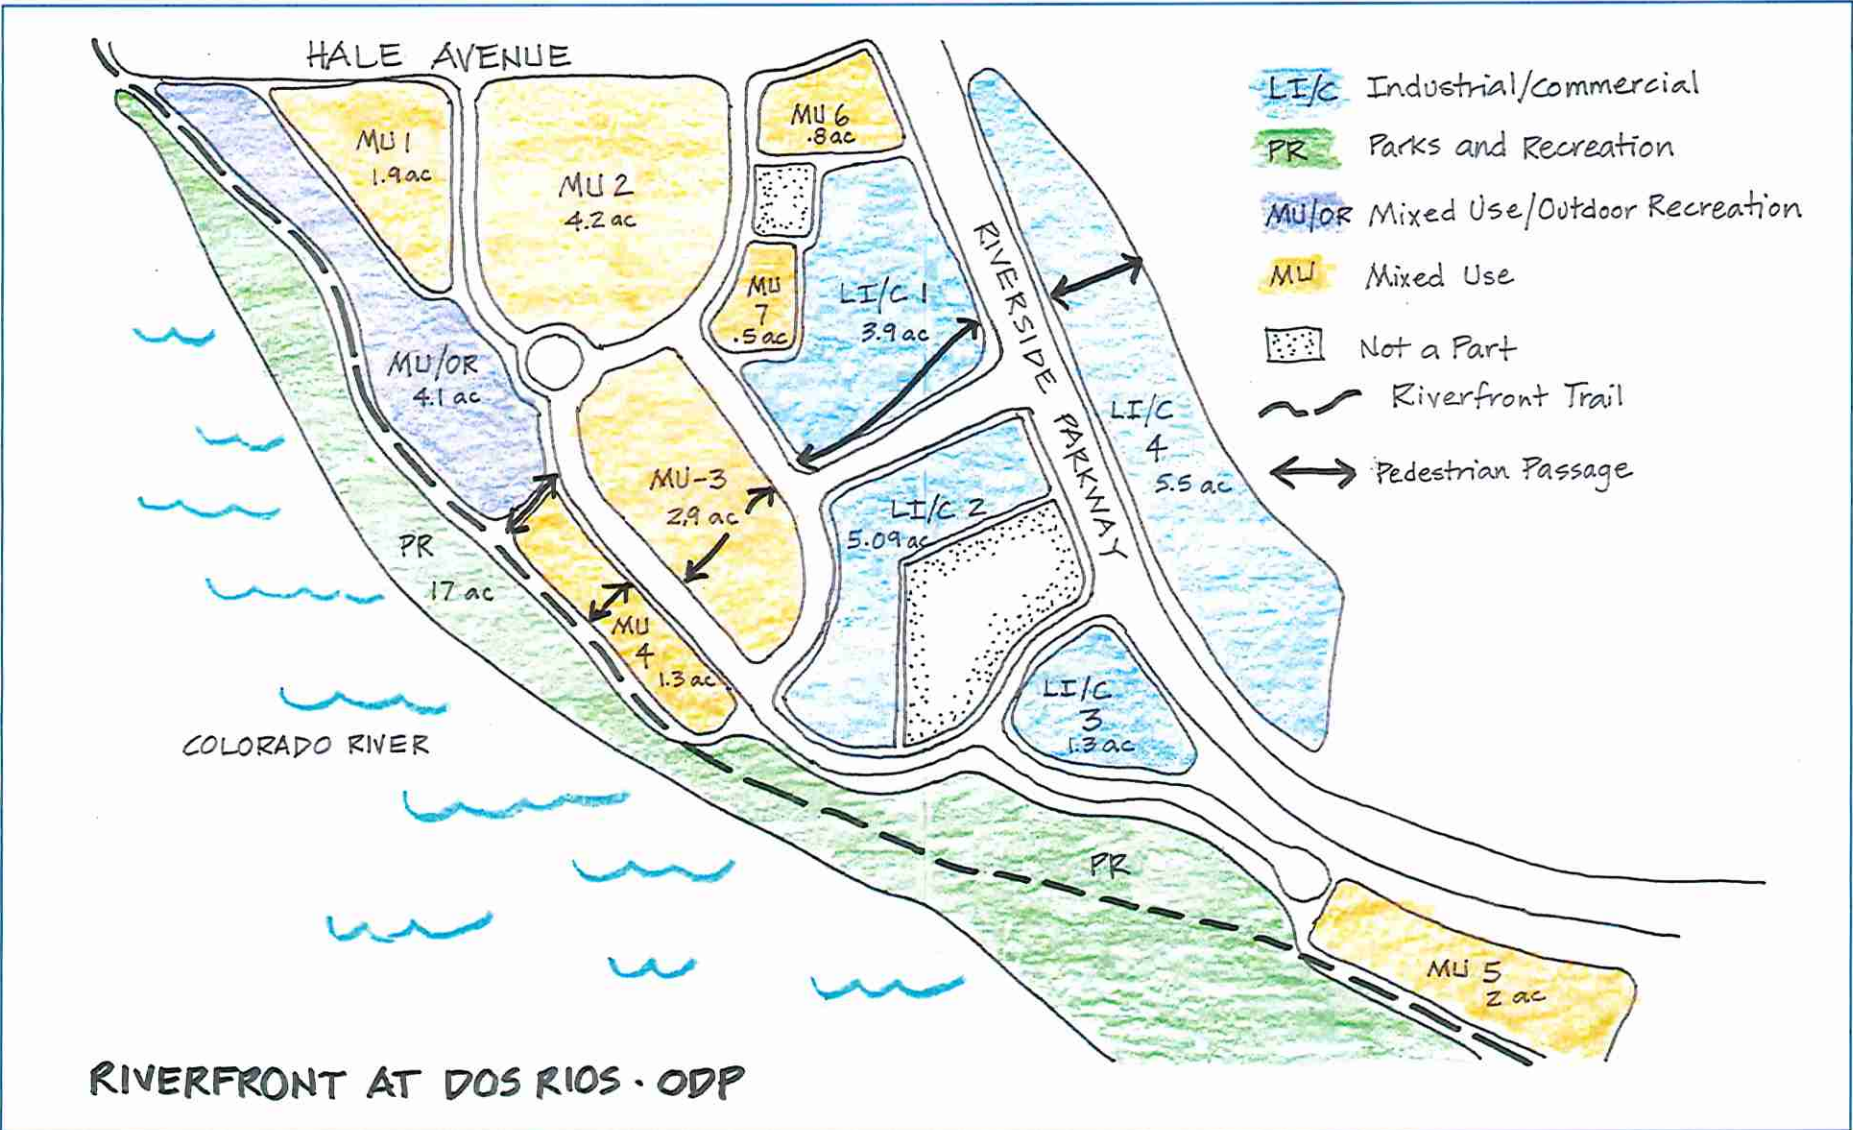 HALE AVENUE
MU 1
1.9 ac
MU 2
4.2 ac
MU 6
.8 ac
MU
7
.5 ac
LI/C 1
3.9 ac
RIVERSIDE PARKWAY
MU/OR
4.1 ac
MU-3
2.9 ac
LI/C 2
5.09 ac
LI/C
4
5.5 ac
PR
17 ac
MU
4
1.3 ac
LI/C
3
1.3 ac
COLORADO RIVER
PR
MU 5
2 ac
LI/C Industrial/Commercial
PR Parks and Recreation
MU/OR Mixed Use/Outdoor Recreation
MU Mixed Use
Not a Part
Riverfront Trail
Pedestrian Passage
RIVERFRONT AT DOS RIOS · ODP